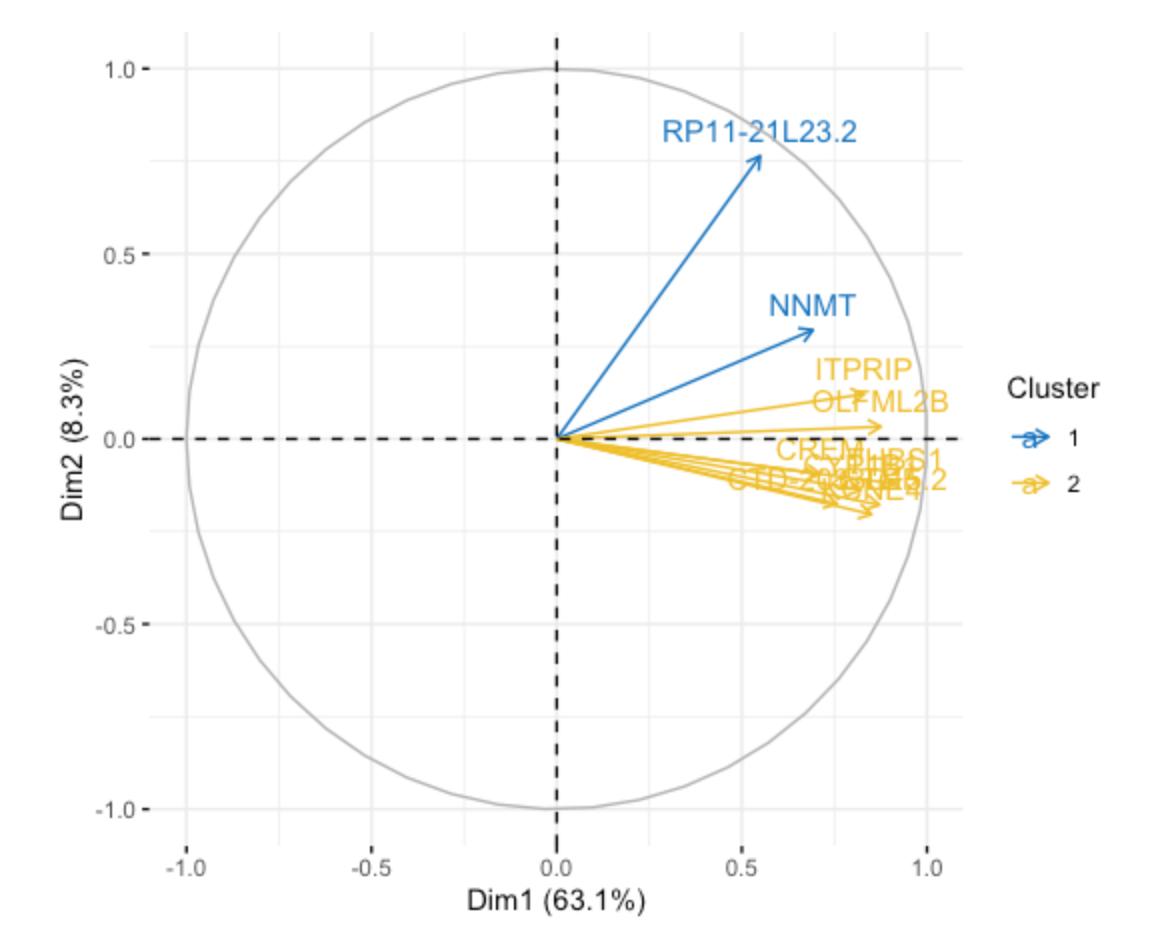 1.0
RP11-21L23.2
0.5
NNMT
ITPRIP
OLFML2B
Cluster
0.0
a 1
CREM
a 2
Dim2 (8.3%)
-0.5
-1.0
-1.0 -0.5 0.0 0.5 1.0
Dim1 (63.1%)